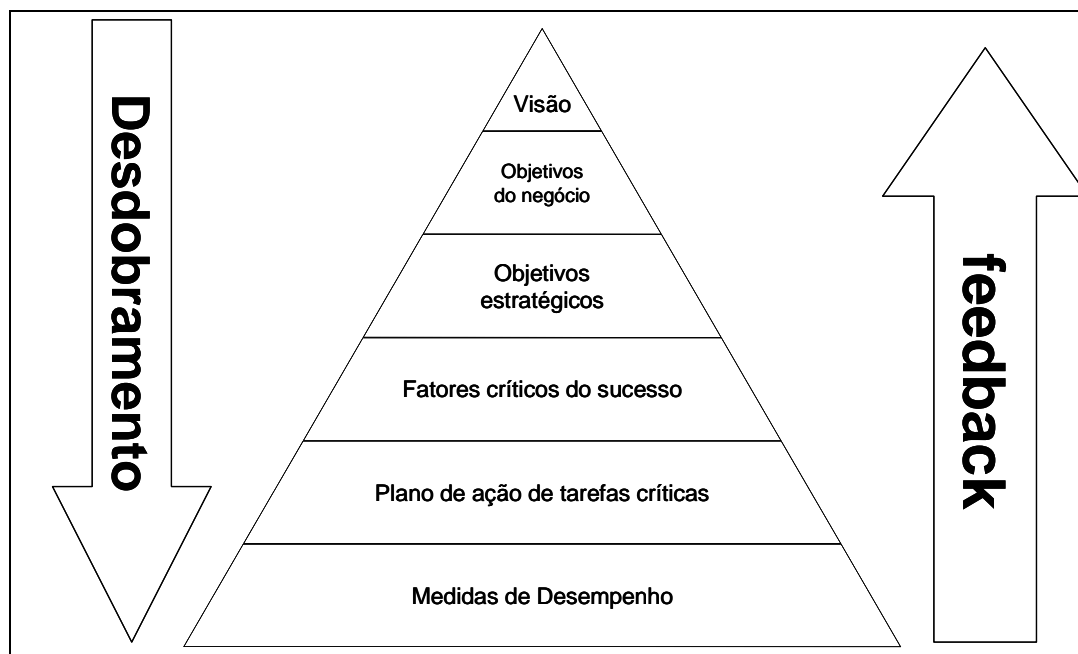 Desdobramento
Visão
Objetivos
do negócio
Objetivos
estratégicos
Fatores críticos do sucesso
Plano de ação de tarefas críticas
Medidas de Desempenho
feedback